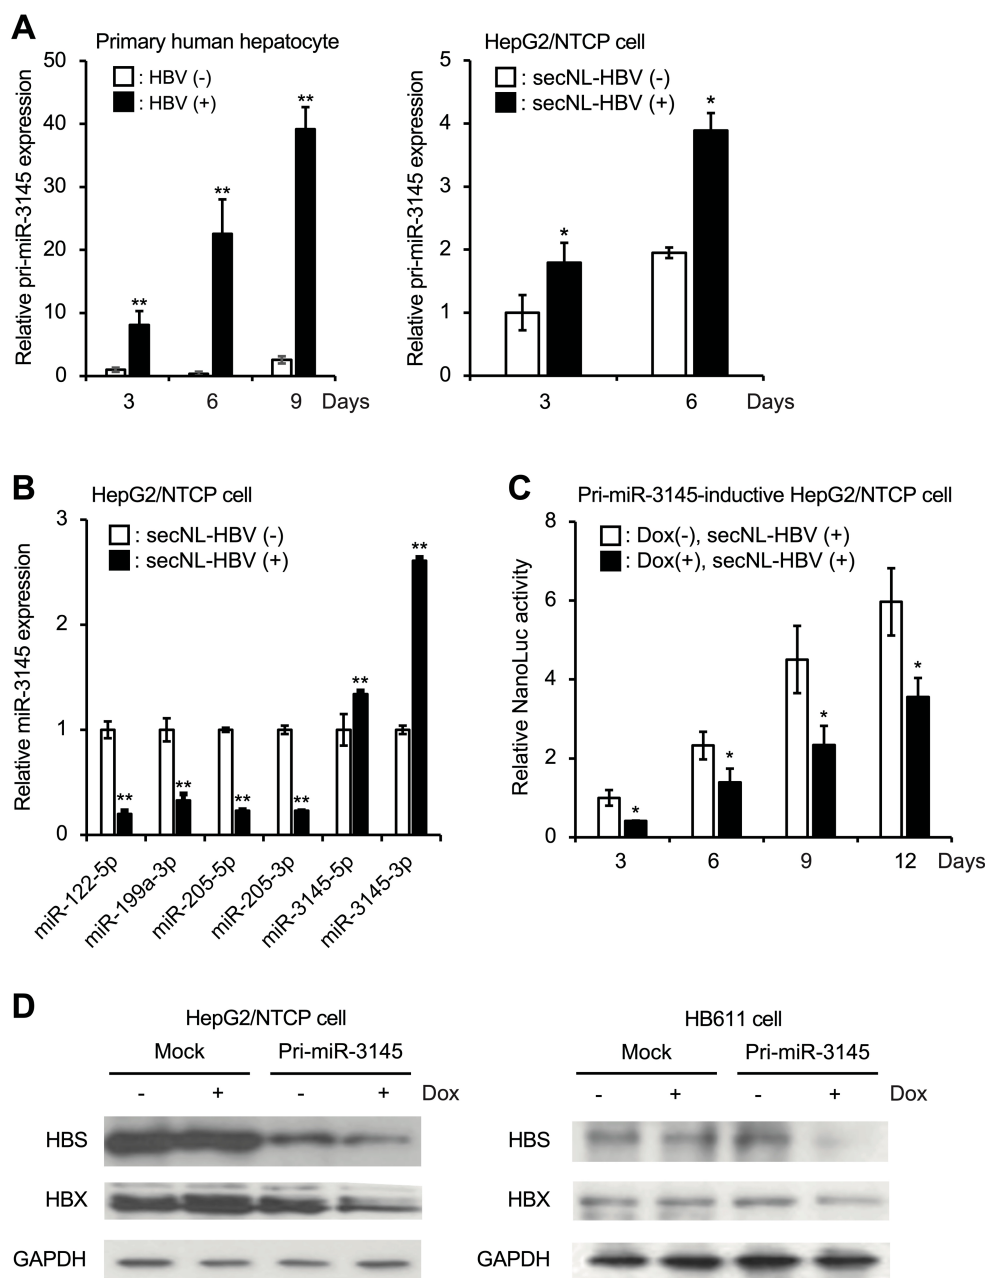 A
Primary human hepatocyte
Relative pri-miR-3145 expression
50
40
30
20
10
0
: HBV (-)
: HBV (+)
**
**
**
3 6 9 Days
HepG2/NTCP cell
Relative pri-miR-3145 expression
5
4
3
2
1
0
: secNL-HBV (-)
: secNL-HBV (+)
*
*
3 6 Days
B
HepG2/NTCP cell
Relative miR-3145 expression
3
2
1
0
: secNL-HBV (-)
: secNL-HBV (+)
**
**
**
**
**
**
miR-122-5p
miR-199a-3p
miR-205-5p
miR-205-3p
miR-3145-5p
miR-3145-3p
C
Pri-miR-3145-inductive HepG2/NTCP cell
Relative NanoLuc activity
8
6
4
2
0
: Dox(-), secNL-HBV (+)
: Dox(+), secNL-HBV (+)
*
*
*
*
3 6 9 12 Days
D
HepG2/NTCP cell
Mock Pri-miR-3145
- + - + Dox
HBS
HBX
GAPDH
HB611 cell
Mock Pri-miR-3145
- + - + Dox
HBS
HBX
GAPDH